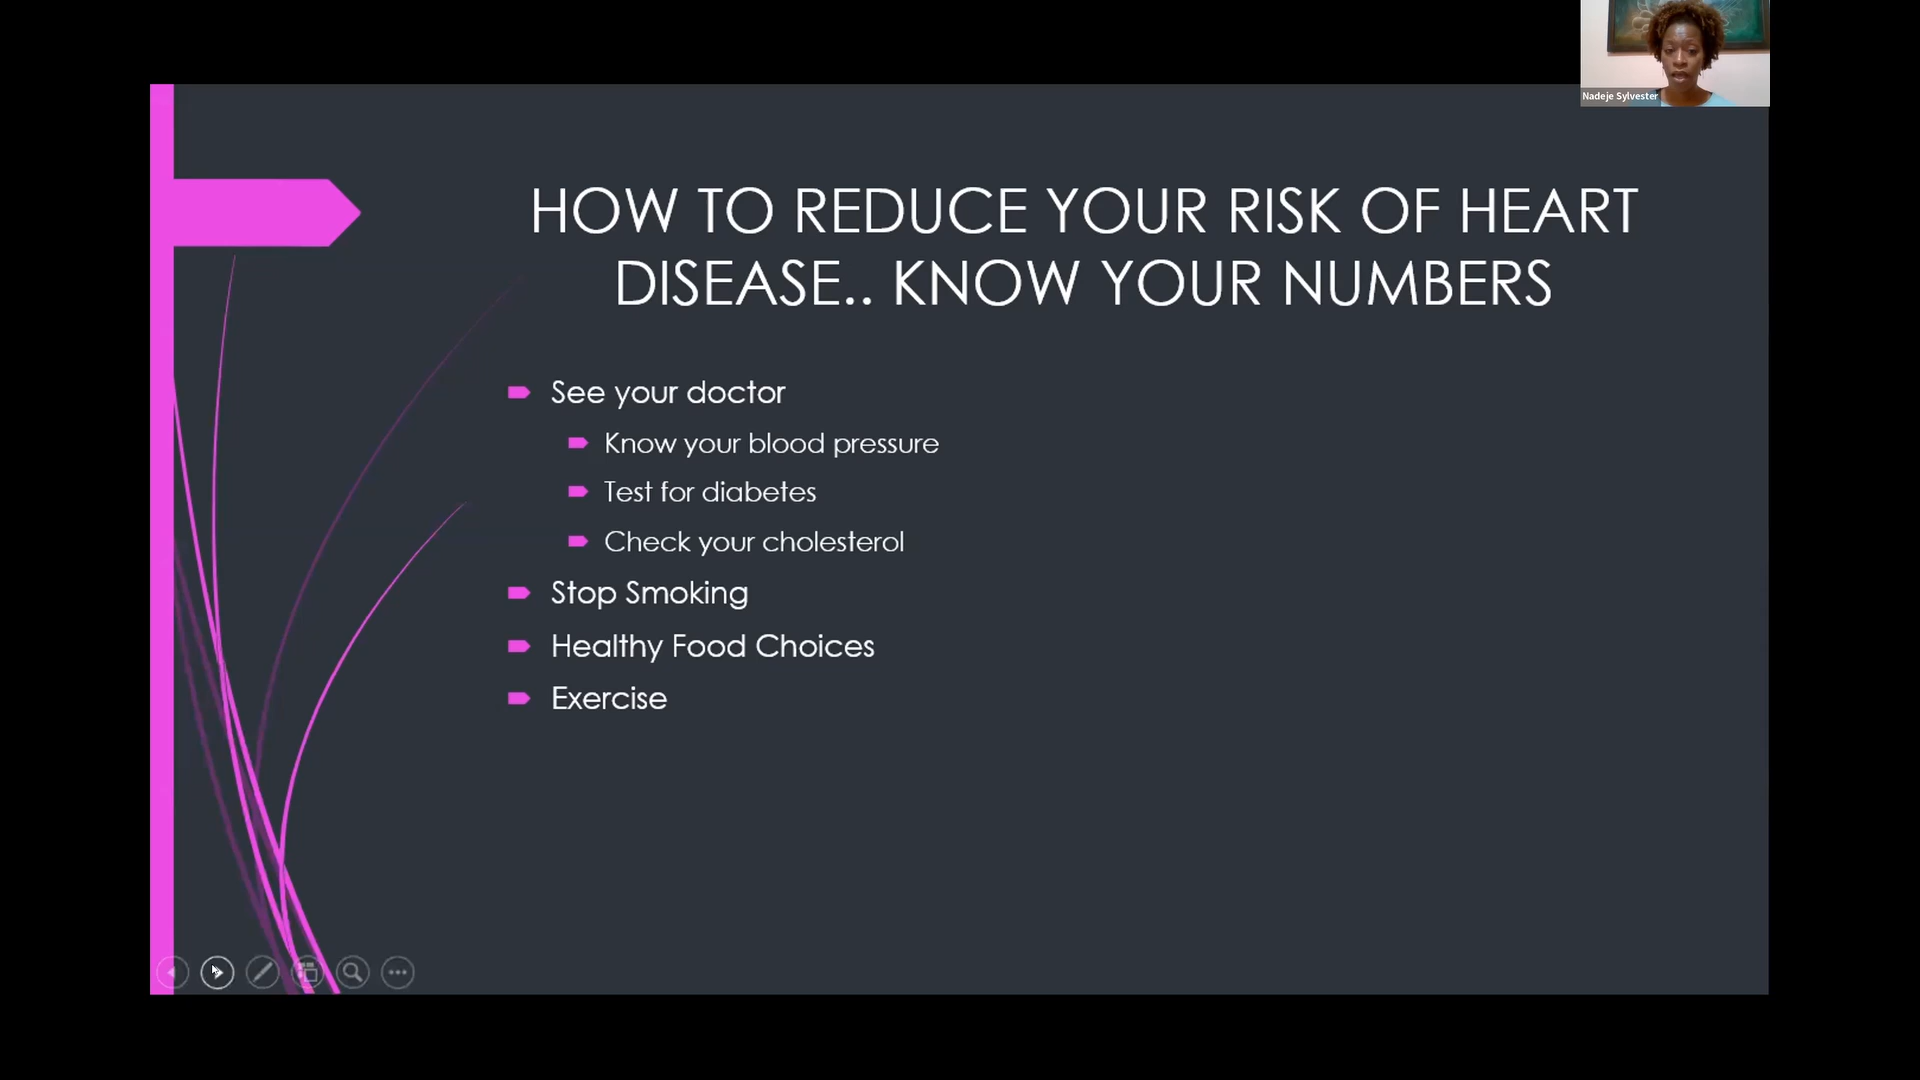 Nadeje Sylvester
HOW TO REDUCE YOUR RISK OF HEART
DISEASE.. KNOW YOUR NUMBERS
See your doctor
Know your blood pressure
Test for diabetes
Check your cholesterol
Stop Smoking
Healthy Food Choices
Exercise